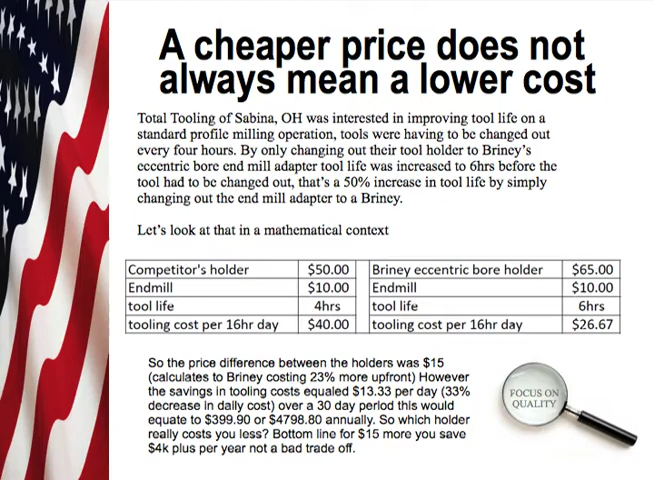 A cheaper price does not
always mean a lower cost
Total Tooling of Sabina, OH was interested in improving tool life on a
standard profile milling operation, tools were having to be changed out
every four hours. By only changing out their tool holder to Briney’s
eccentric bore end mill adapter tool life was increased to 6hrs before the
tool had to be changed out, that’s a 50% increase in tool life by simply
changing out the end mill adapter to a Briney.
Let’s look at that in a mathematical context
Competitor's holder $50.00 Briney eccentric bore holder $65.00
Endmill $10.00 Endmill $10.00
tool life 4hrs tool life 6hrs
tooling cost per 16hr day $40.00 tooling cost per 16hr day $26.67
So the price difference between the holders was $15
(calculates to Briney costing 23% more upfront) However
the savings in tooling costs equaled $13.33 per day (33%
decrease in daily cost) over a 30 day period this would
equate to $399.90 or $4798.80 annually. So which holder
really costs you less? Bottom line for $15 more you save
$4k plus per year not a bad trade off.
FOCUS ON
QUALITY